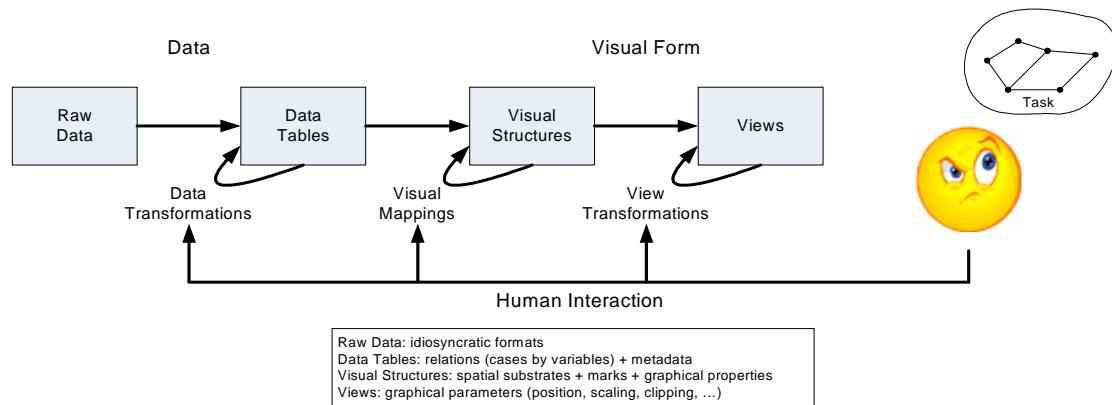 Data
Visual Form
Task
Raw
Data
Data
Tables
Visual
Structures
Views
Data
Transformations
Visual
Mappings
View
Transformations
Human Interaction
Raw Data: idiosyncratic formats
Data Tables: relations (cases by variables) + metadata
Visual Structures: spatial substrates + marks + graphical properties
Views: graphical parameters (position, scaling, clipping, …)